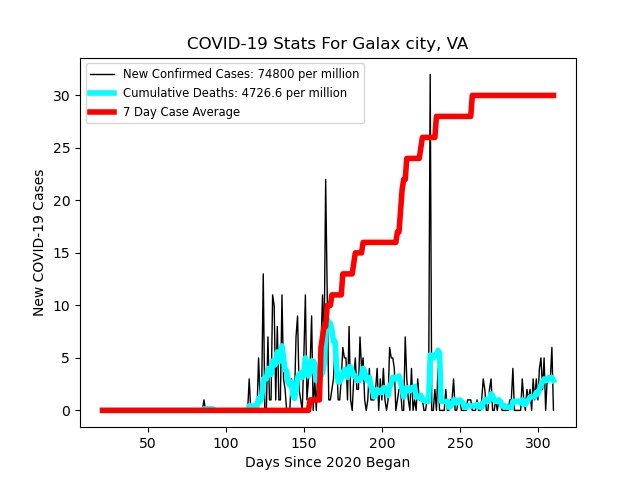 COVID-19 Stats For Galax city, VA
New Confirmed Cases: 74800 per million
Cumulative Deaths: 4726.6 per million
7 Day Case Average
New COVID-19 Cases
30
25
20
15
10
5
0
50 100 150 200 250 300
Days Since 2020 Began